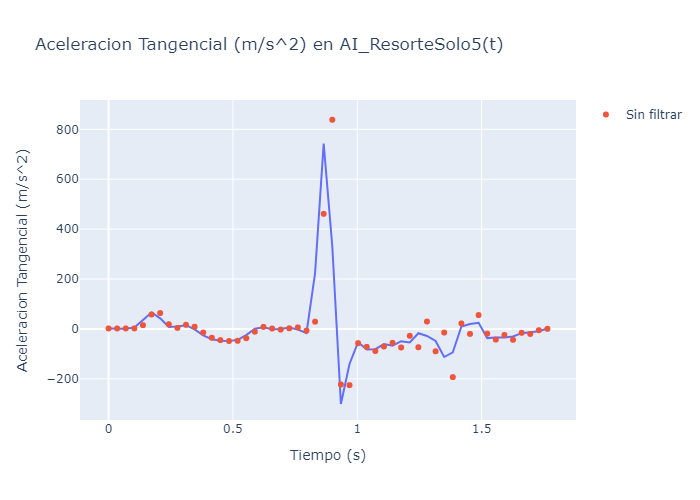 Aceleracion Tangencial (m/s^2) en AI_ResorteSolo5(t)
Sin filtrar
800
600
400
200
0
−200
Aceleracion Tangencial (m/s^2)
0
0.5
1
1.5
Tiempo (s)